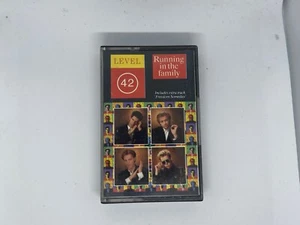 LEVEL
42
Running
in the
family